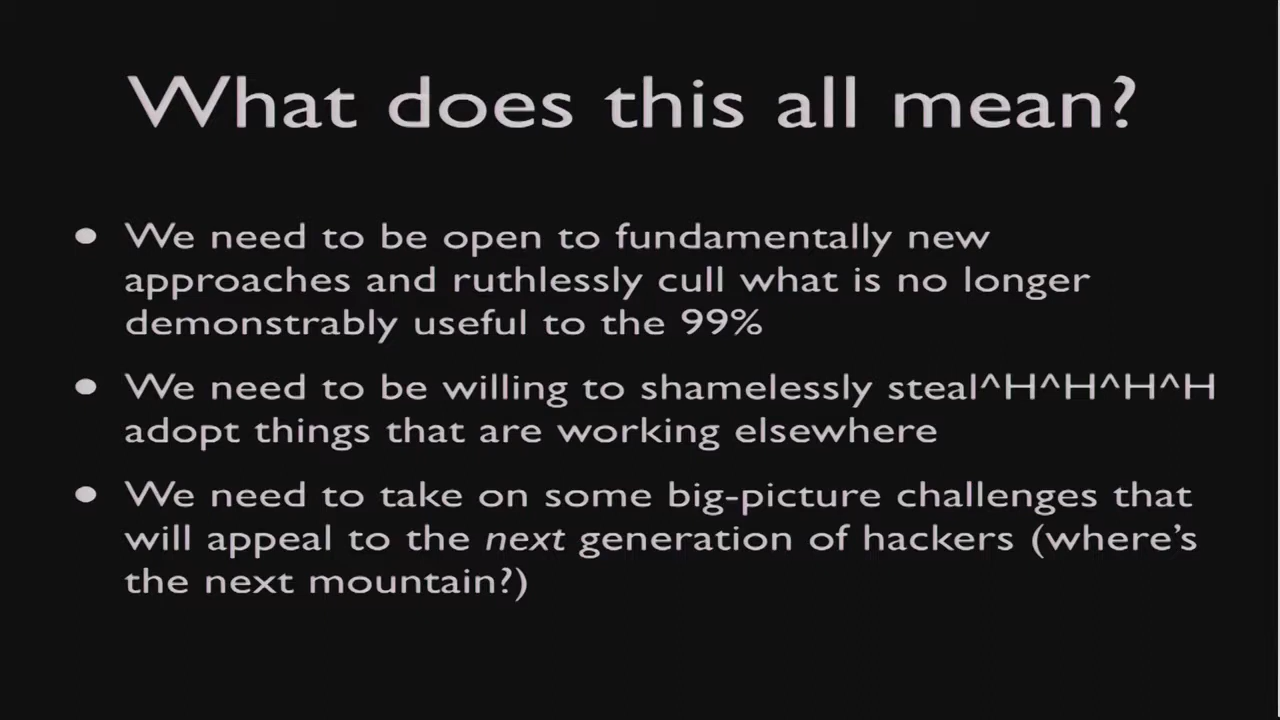 What does this all mean?
• We need to be open to fundamentally new
approaches and ruthlessly cull what is no longer
demonstrably useful to the 99%
• We need to be willing to shamelessly steal^H^H^H^H
adopt things that are working elsewhere
• We need to take on some big-picture challenges that
will appeal to the next generation of hackers (where’s
the next mountain?)